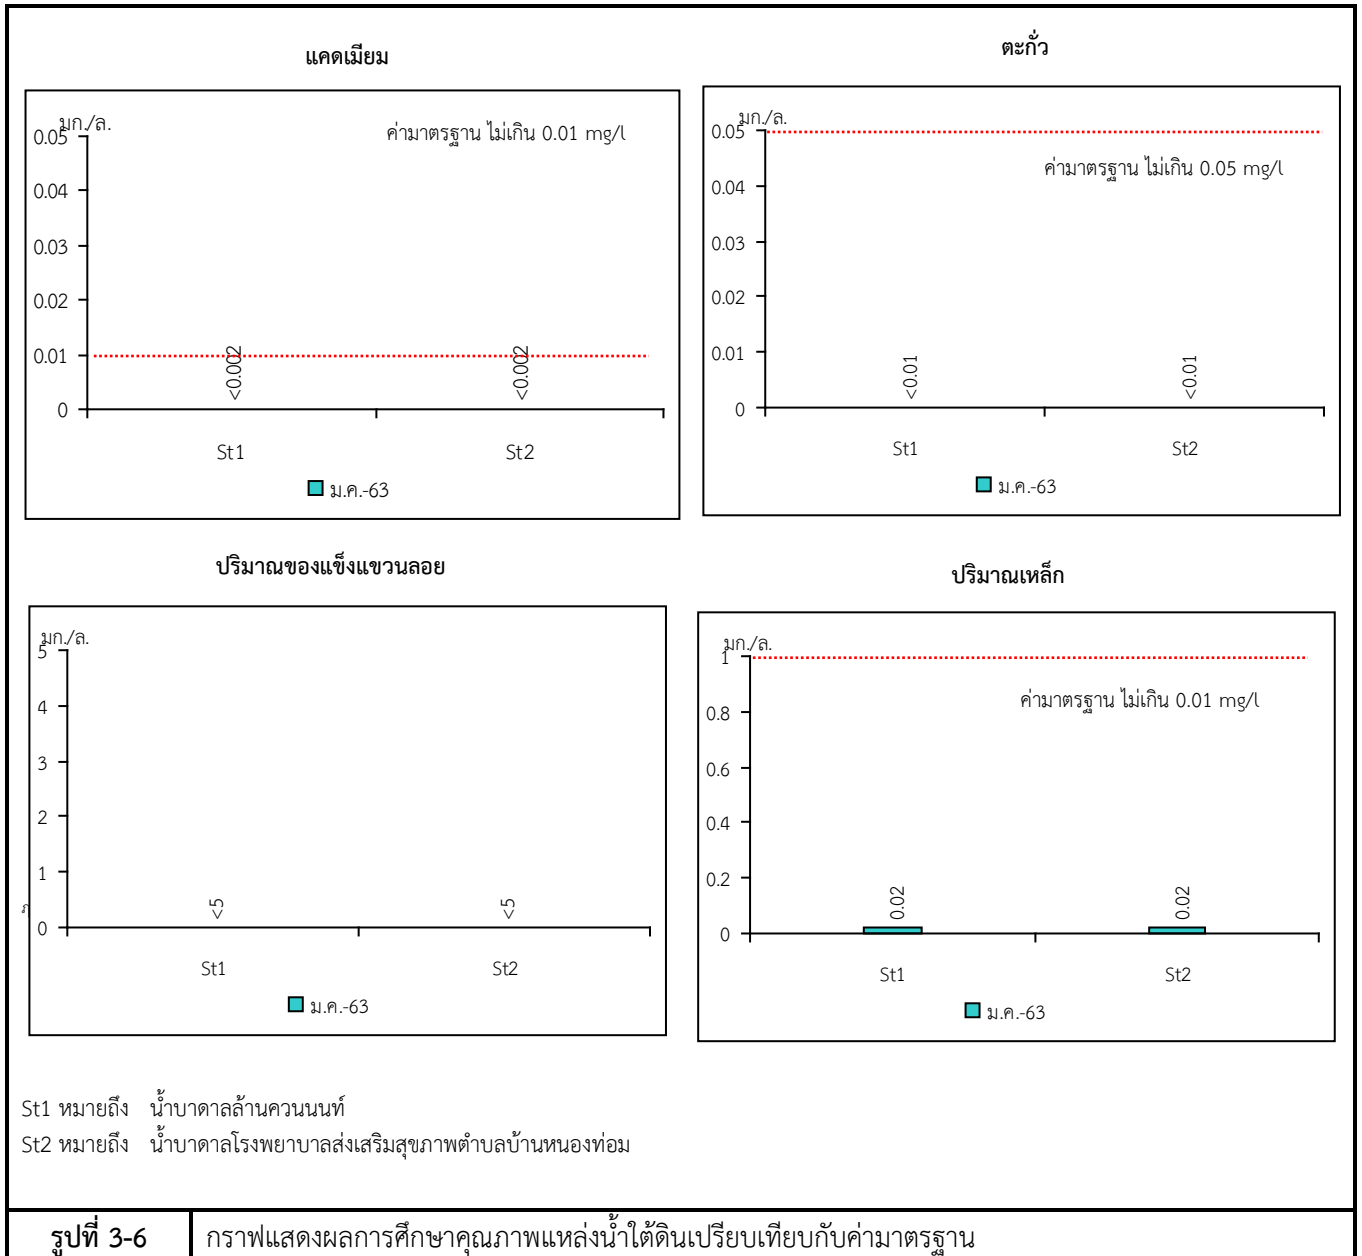 แคดเมียม
มก./ล.
ค่ามาตรฐาน ไม่เกิน 0.01 mg/l
0.05
0.04
0.03
0.02
0.01
0
<0.002
<0.002
St1
St2
ม.ค.-63
ตะกั่ว
มก./ล.
0.05
ค่ามาตรฐาน ไม่เกิน 0.05 mg/l
0.04
0.03
0.02
0.01
0
<0.01
<0.01
St1
St2
ม.ค.-63
ปริมาณของแข็งแขวนลอย
มก./ล.
5
4
3
2
1
0
<5
<5
St1
St2
ม.ค.-63
ปริมาณเหล็ก
มก./ล.
1
ค่ามาตรฐาน ไม่เกิน 0.01 mg/l
0.8
0.6
0.4
0.2
0
0.02
0.02
St1
St2
ม.ค.-63
St1 หมายถึง น้ำบาดาลล้านควนนนท์
St2 หมายถึง น้ำบาดาลโรงพยาบาลส่งเสริมสุขภาพตำบลบ้านหนองท่อม
รูปที่ 3-6
กราฟแสดงผลการศึกษาคุณภาพแหล่งน้ำใต้ดินเปรียบเทียบกับค่ามาตรฐาน